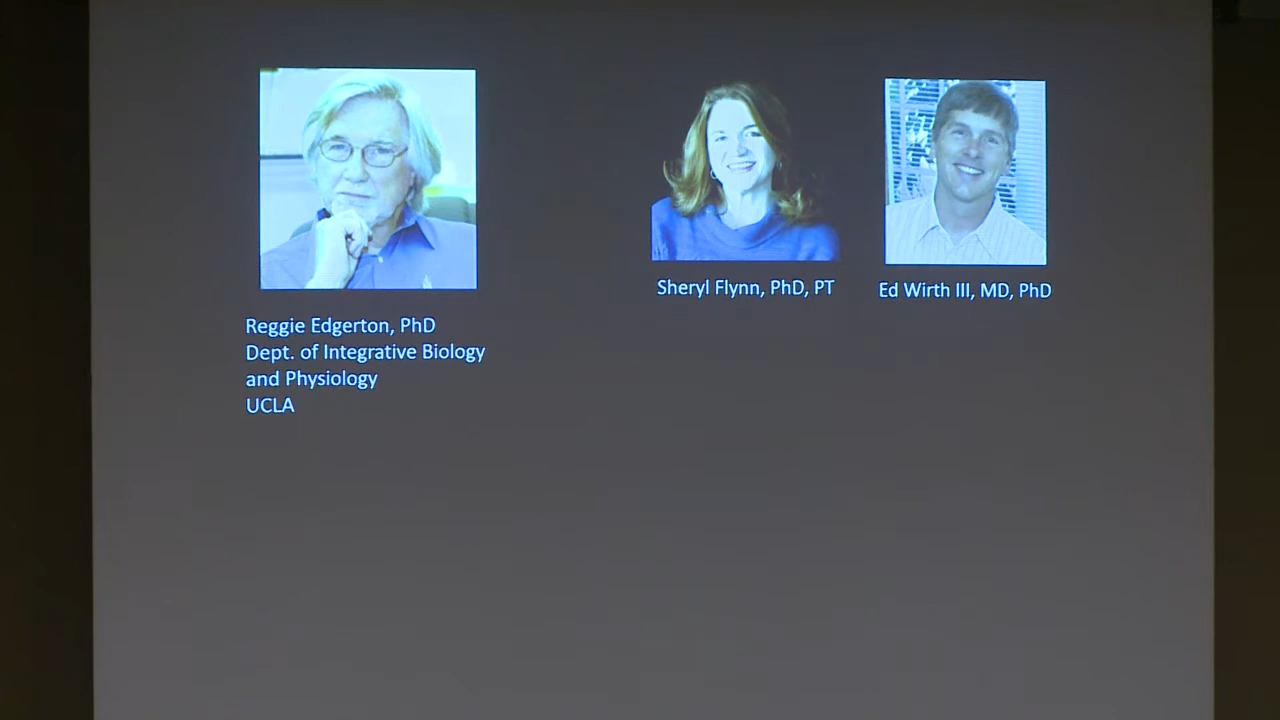 Reggie Edgerton, PhD
Dept. of Integrative Biology
and Physiology
UCLA
Sheryl Flynn, PhD, PT
Ed Wirth III, MD, PhD